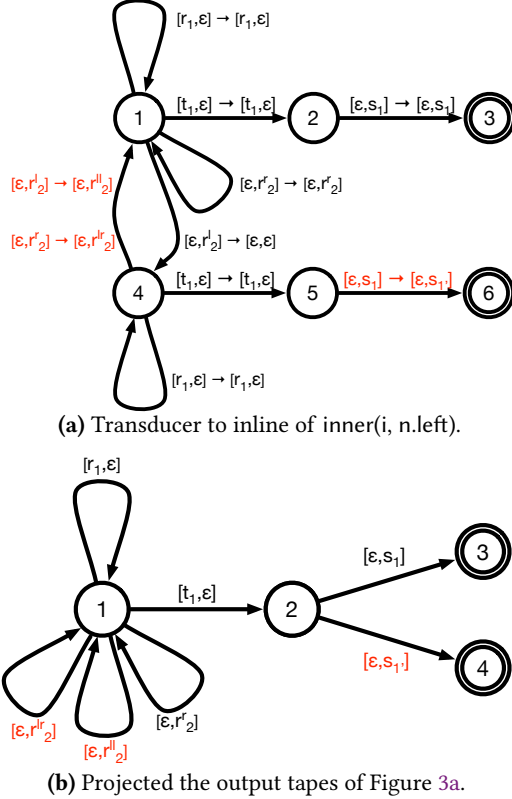 [r₁,ε] → [r₁,ε]
1
[t₁,ε] → [t₁,ε]
2
[ε,s₁] → [ε,s₁]
3
[ε,rˡ₂] → [ε,rˡˡ₂]
[ε,rʳ₂] → [ε,rʳ₂]
[ε,rʳ₂] → [ε,rˡʳ₂]
[ε,rˡ₂] → [ε,ε]
4
[t₁,ε] → [t₁,ε]
5
[ε,s₁] → [ε,s₁']
6
[r₁,ε] → [r₁,ε]
(a) Transducer to inline of inner(i, n.left).
[r₁,ε]
1
[t₁,ε]
2
[ε,s₁]
3
[ε,s₁']
4
[ε,rˡʳ₂]
[ε,rˡˡ₂]
[ε,rʳ₂]
(b) Projected the output tapes of Figure 3a.